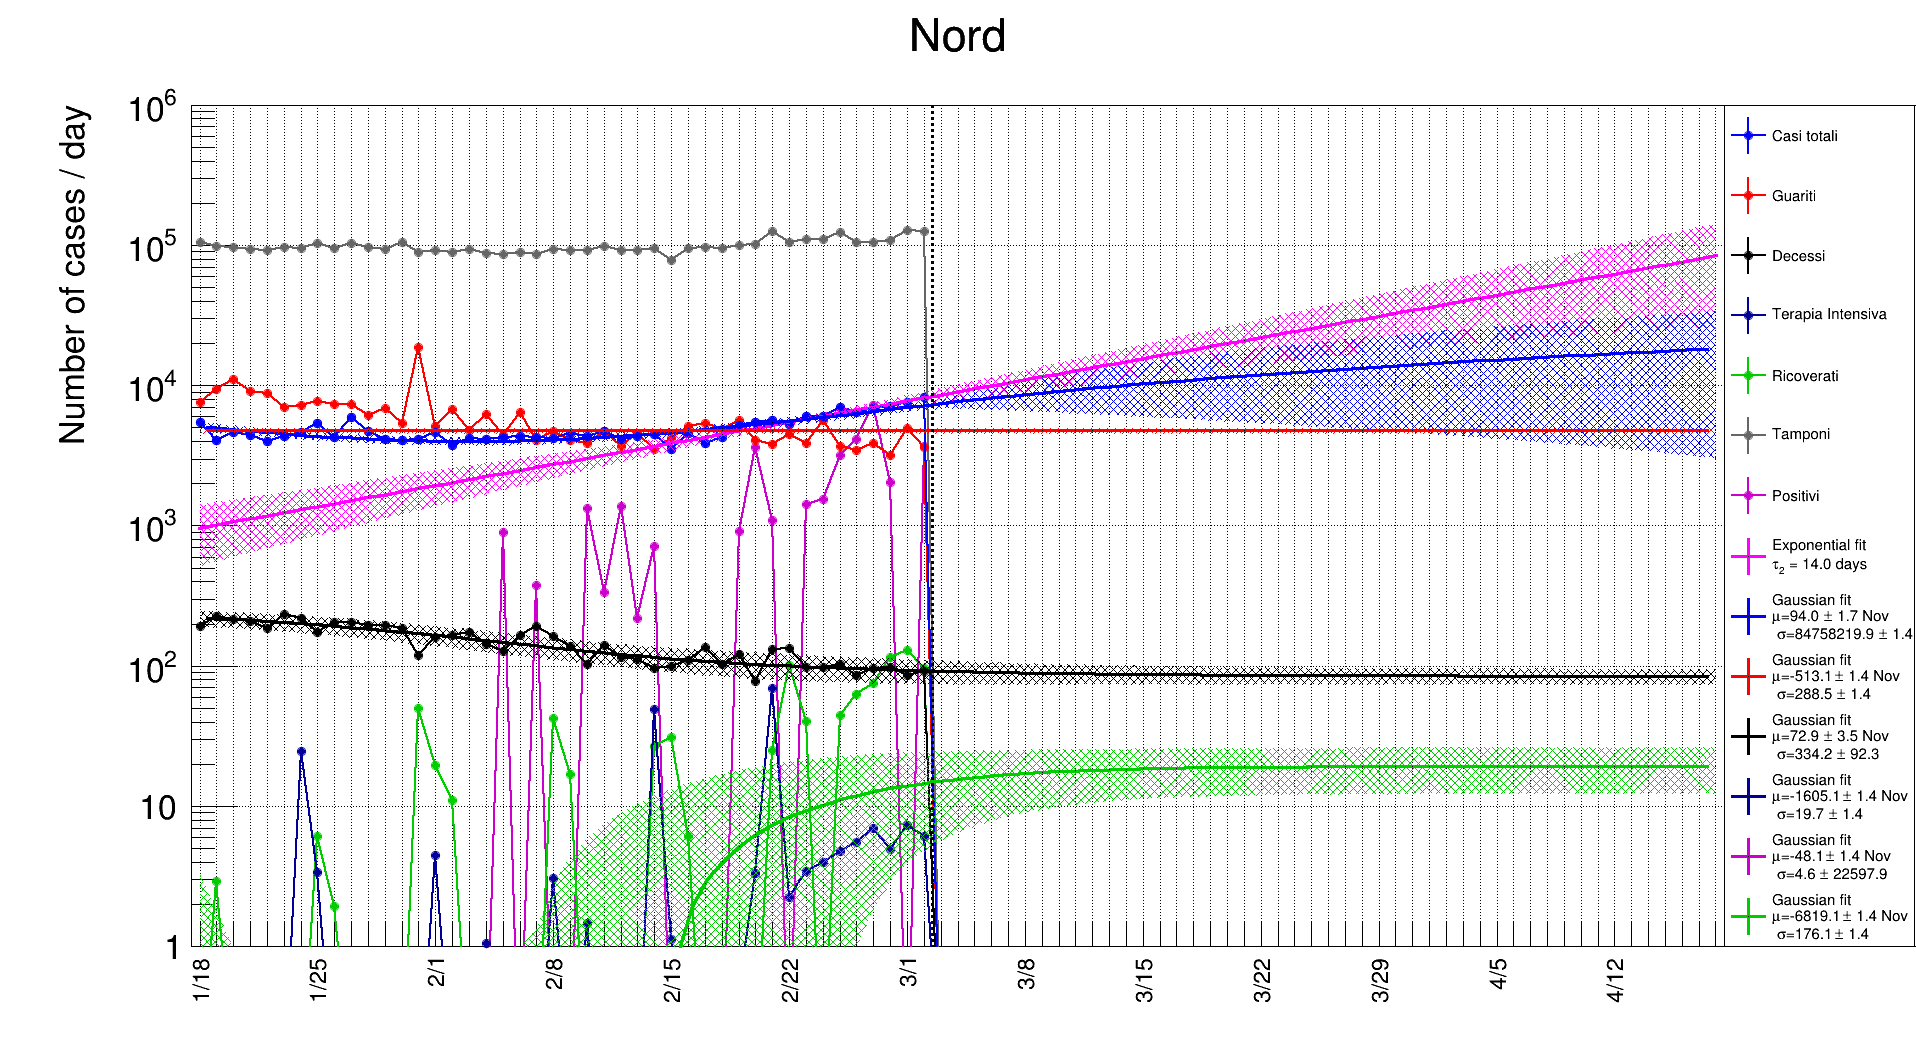 Nord
Number of cases / day
10^6
10^5
10^4
10^3
10^2
10
1
1/18
1/25
2/1
2/8
2/15
2/22
3/1
3/8
3/15
3/22
3/29
4/5
4/12
Casi totali
Guariti
Decessi
Terapia Intensiva
Ricoverati
Tamponi
Positivi
Exponential fit
τ₂ = 14.0 days
Gaussian fit
μ=94.0 ± 1.7 Nov
σ=84758219.9 ± 1.4
Gaussian fit
μ=-513.1 ± 1.4 Nov
σ=288.5 ± 1.4
Gaussian fit
μ=72.9 ± 3.5 Nov
σ=334.2 ± 92.3
Gaussian fit
μ=-1605.1 ± 1.4 Nov
σ=19.7 ± 1.4
Gaussian fit
μ=-48.1 ± 1.4 Nov
σ=4.6 ± 22597.9
Gaussian fit
μ=-6819.1 ± 1.4 Nov
σ=176.1 ± 1.4